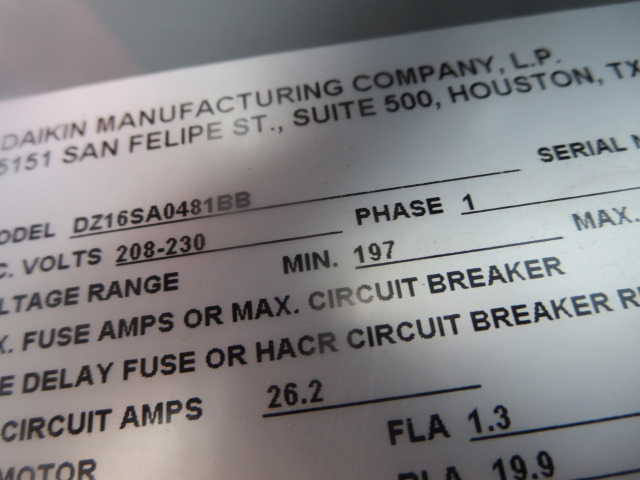 DAIKIN MANUFACTURING COMPANY, L.P.
5151 SAN FELIPE ST., SUITE 500, HOUSTON, TX
SERIAL N
ODEL DZ16SA0481BB
C. VOLTS 208-230 PHASE 1
LTAGE RANGE MIN. 197 MAX.
X. FUSE AMPS OR MAX. CIRCUIT BREAKER
E DELAY FUSE OR HACR CIRCUIT BREAKER RE
CIRCUIT AMPS 26.2
MOTOR FLA 1.3
RLA 19.9